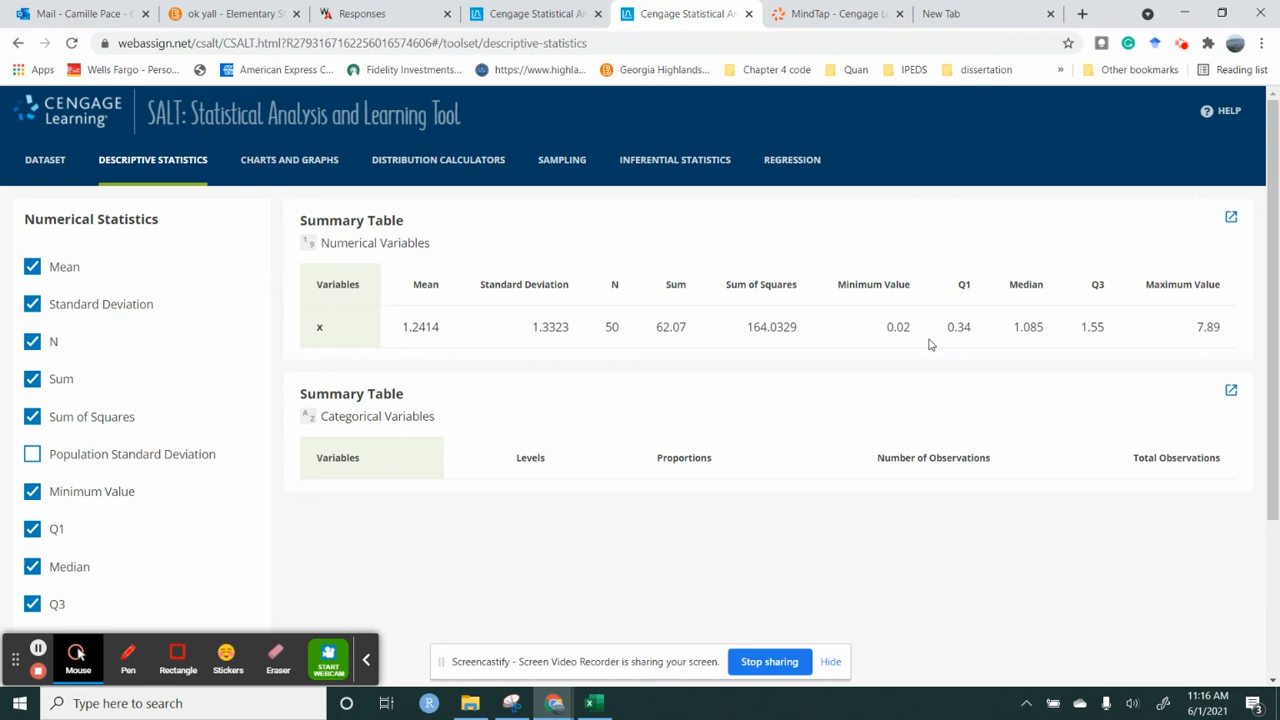 Mail - Camille Pace - C
ok yall - Elementary S
Responses
Cengage Statistical An
Cengage Statistical An
MindTap - Cengage Le
New Tab
webassign.net/csalt/CSALT.html?R2793167162256016574606#/toolset/descriptive-statistics
Apps
Wells Fargo - Perso...
American Express C...
Fidelity Investments...
https://www.highla...
Georgia Highlands...
Chapter 4 code
Quan
IPEDS
dissertation
»
Other bookmarks
Reading list
CENGAGE
Learning
SALT: Statistical Analysis and Learning Tool
HELP
DATASET
DESCRIPTIVE STATISTICS
CHARTS AND GRAPHS
DISTRIBUTION CALCULATORS
SAMPLING
INFERENTIAL STATISTICS
REGRESSION
Numerical Statistics
Mean
Standard Deviation
N
Sum
Sum of Squares
Population Standard Deviation
Minimum Value
Q1
Median
Q3
Summary Table
Numerical Variables
Variables Mean Standard Deviation N Sum Sum of Squares Minimum Value Q1 Median Q3 Maximum Value
x 1.2414 1.3323 50 62.07 164.0329 0.02 0.34 1.085 1.55 7.89
Summary Table
Categorical Variables
Variables Levels Proportions Number of Observations Total Observations
Mouse
Pen
Rectangle
Stickers
Eraser
START
WEBCAM
Screencastify - Screen Video Recorder is sharing your screen.
Stop sharing
Hide
Type here to search
11:16 AM
6/1/2021
3